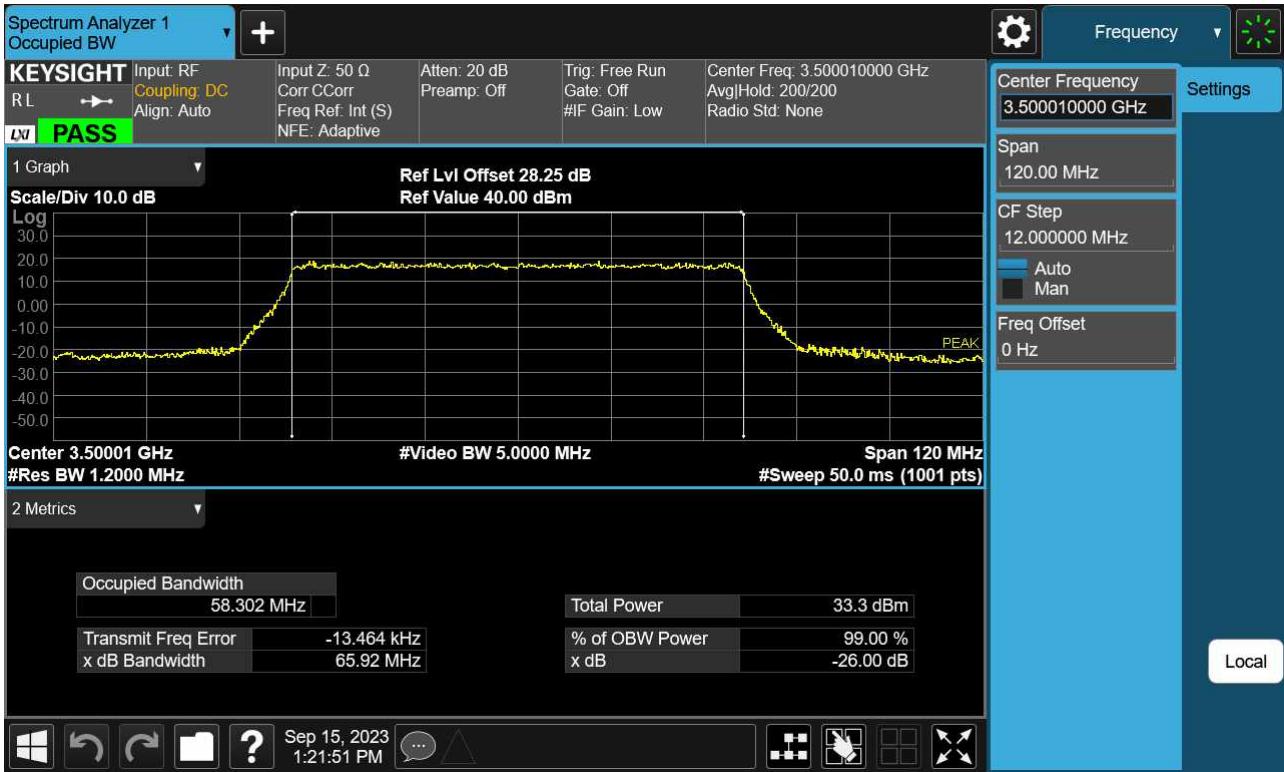 Spectrum Analyzer 1
Occupied BW
▼
+
Frequency
▼
KEYSIGHT
R L
LXI
PASS
Input: RF
Coupling: DC
Align: Auto
Input Z: 50 Ω
Corr CCorr
Freq Ref: Int (S)
NFE: Adaptive
Atten: 20 dB
Preamp: Off
Trig: Free Run
Gate: Off
#IF Gain: Low
Center Freq: 3.500010000 GHz
Avg|Hold: 200/200
Radio Std: None
Center Frequency
3.500010000 GHz
Settings
Span
120.00 MHz
CF Step
12.000000 MHz
Auto
Man
Freq Offset
0 Hz
Local
1 Graph
▼
Scale/Div 10.0 dB
Ref Lvl Offset 28.25 dB
Ref Value 40.00 dBm
Log
30.0
20.0
10.0
0.00
-10.0
-20.0
-30.0
-40.0
-50.0
PEAK
Center 3.50001 GHz
#Video BW 5.0000 MHz
Span 120 MHz
#Res BW 1.2000 MHz
#Sweep 50.0 ms (1001 pts)
2 Metrics
▼
Occupied Bandwidth
58.302 MHz
Total Power 33.3 dBm
Transmit Freq Error -13.464 kHz
% of OBW Power 99.00 %
x dB Bandwidth 65.92 MHz
x dB -26.00 dB
?
Sep 15, 2023
1:21:51 PM